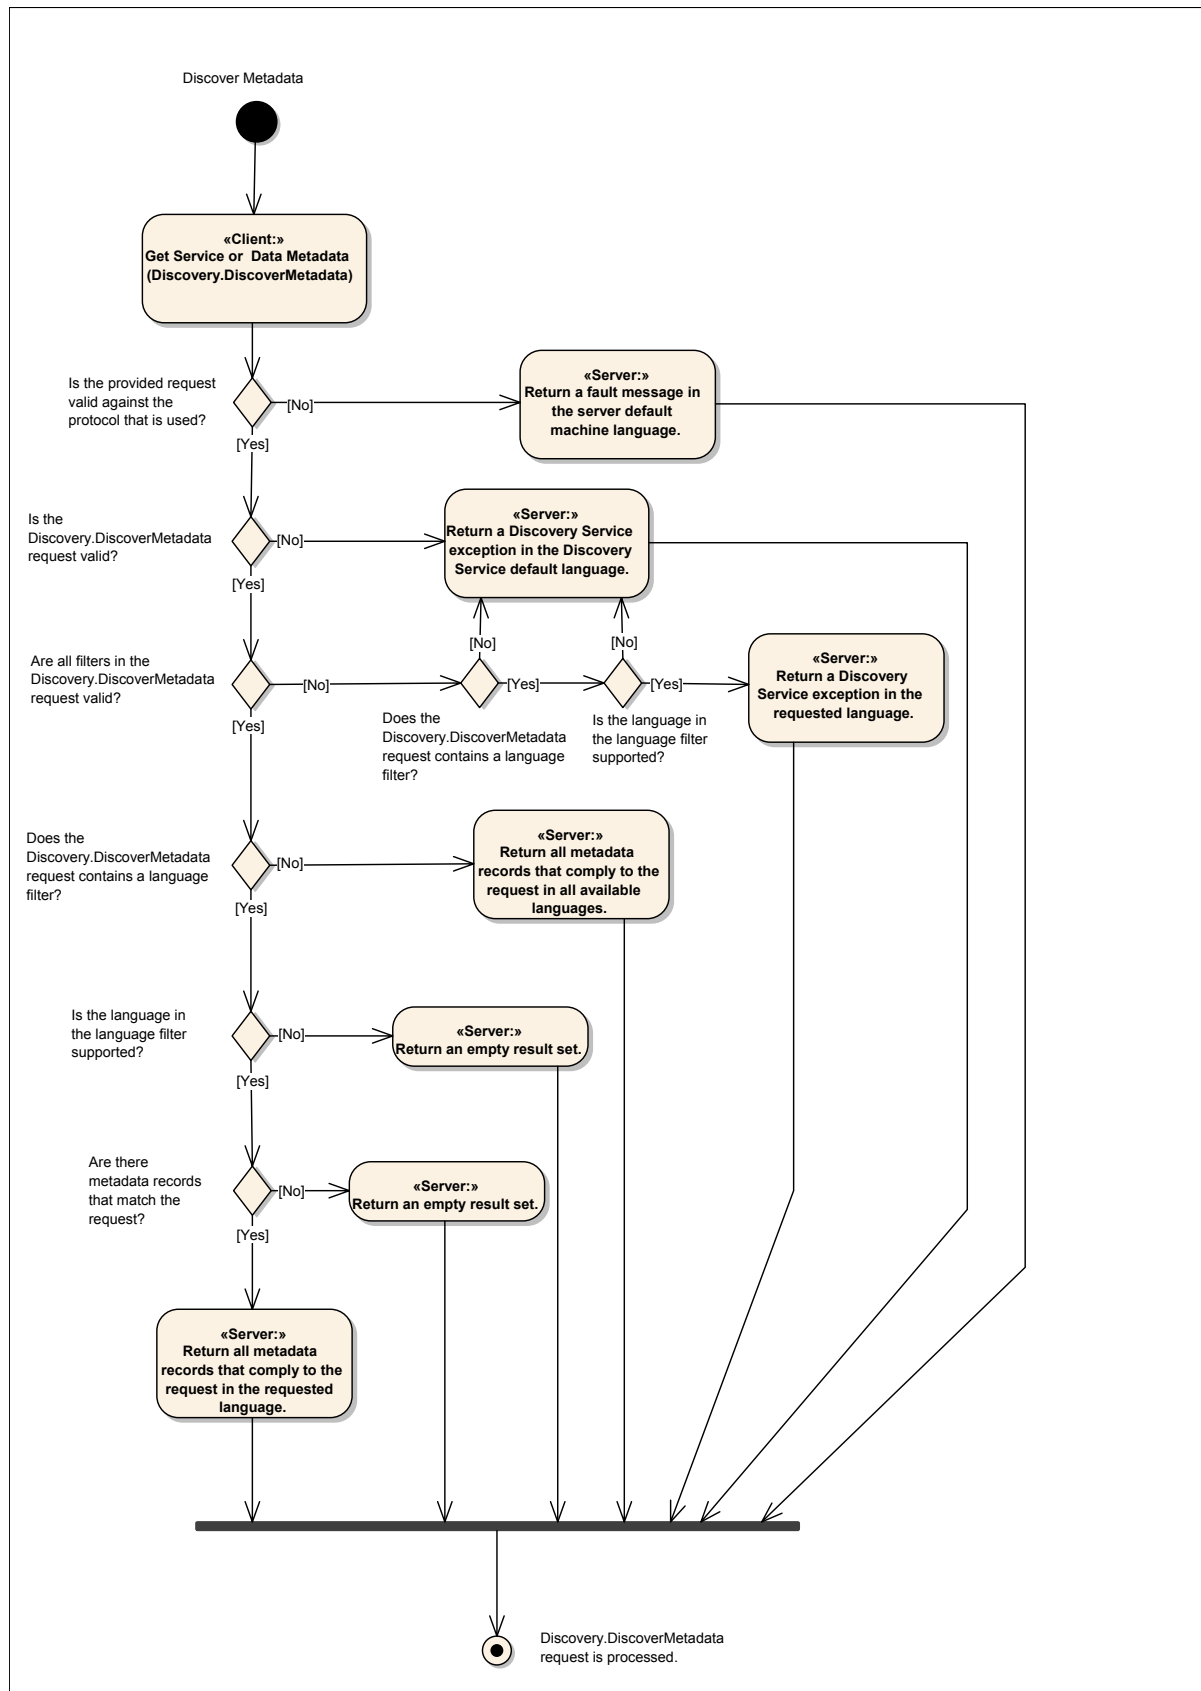 Discover Metadata
«Client:»
Get Service or Data Metadata
(Discovery.DiscoverMetadata)
Is the provided request
valid against the
protocol that is used?
[No]
[Yes]
«Server:»
Return a fault message in
the server default
machine language.
Is the
Discovery.DiscoverMetadata
request valid?
[No]
[Yes]
«Server:»
Return a Discovery Service
exception in the Discovery
Service default language.
Are all filters in the
Discovery.DiscoverMetadata
request valid?
[No]
[Yes]
[No]
[Yes]
Does the
Discovery.DiscoverMetadata
request contains a language
filter?
[No]
[Yes]
Is the language in
the language filter
supported?
«Server:»
Return a Discovery
Service exception in the
requested language.
Does the
Discovery.DiscoverMetadata
request contains a language
filter?
[No]
[Yes]
«Server:»
Return all metadata
records that comply to the
request in all available
languages.
Is the language in
the language filter
supported?
[No]
[Yes]
«Server:»
Return an empty result set.
Are there
metadata records
that match the
request?
[No]
[Yes]
«Server:»
Return an empty result set.
«Server:»
Return all metadata
records that comply to the
request in the requested
language.
Discovery.DiscoverMetadata
request is processed.